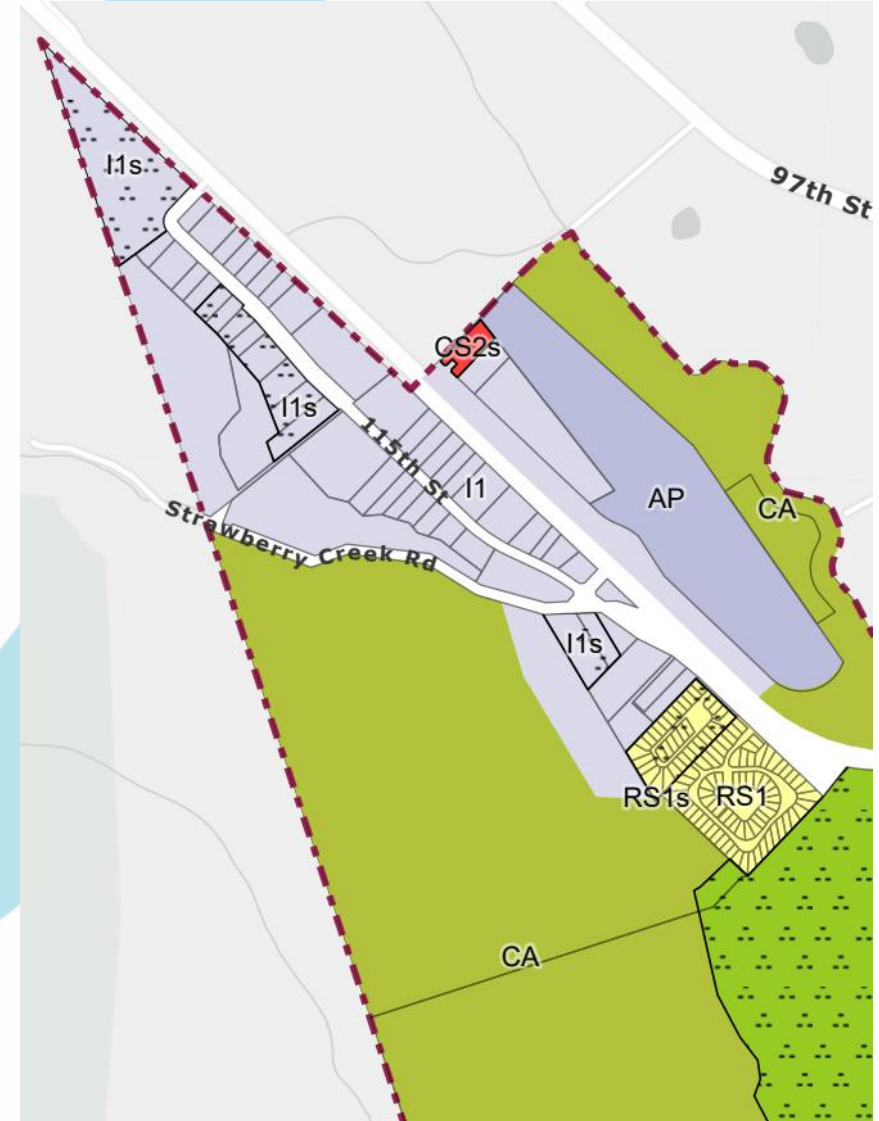 97th St
I1s
CS2s
I1s
115th St
I1
AP
CA
Strawberry Creek Rd
I1s
RS1s
RS1
CA